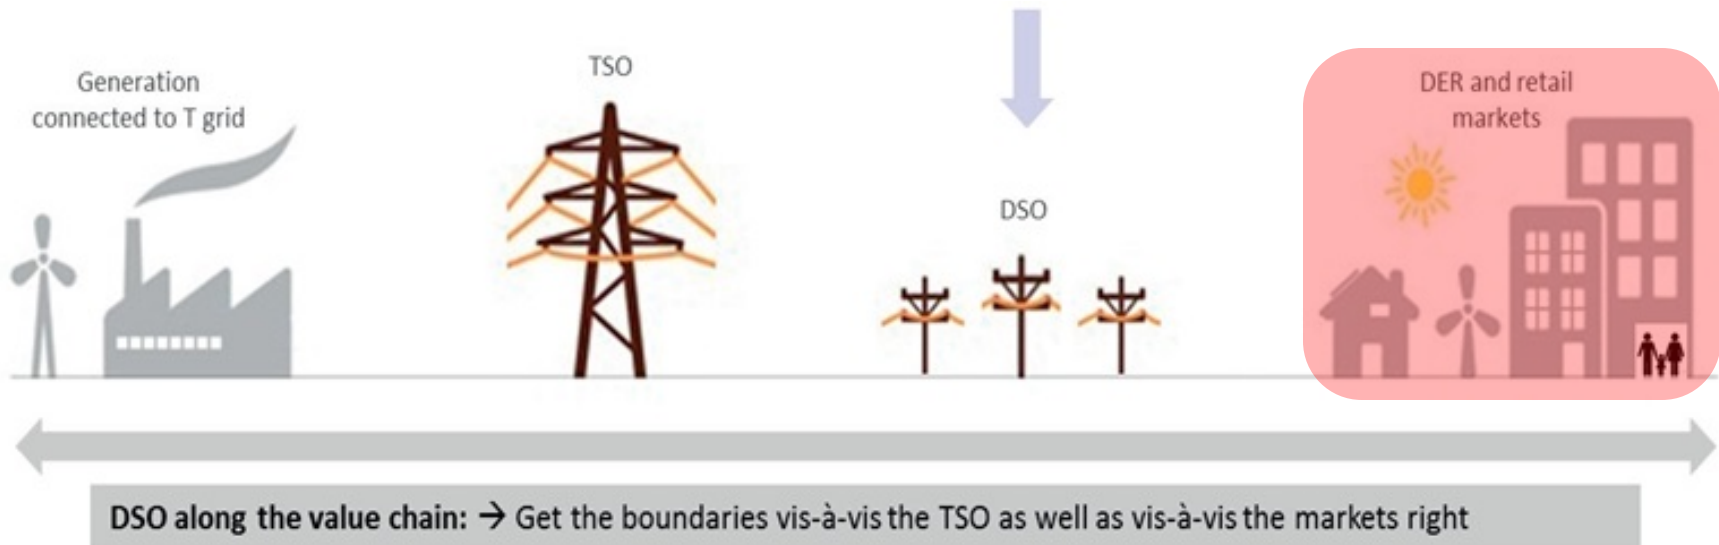 Generation
connected to T grid
TSO
DSO
DER and retail
markets
DSO along the value chain: → Get the boundaries vis-à-vis the TSO as well as vis-à-vis the markets right